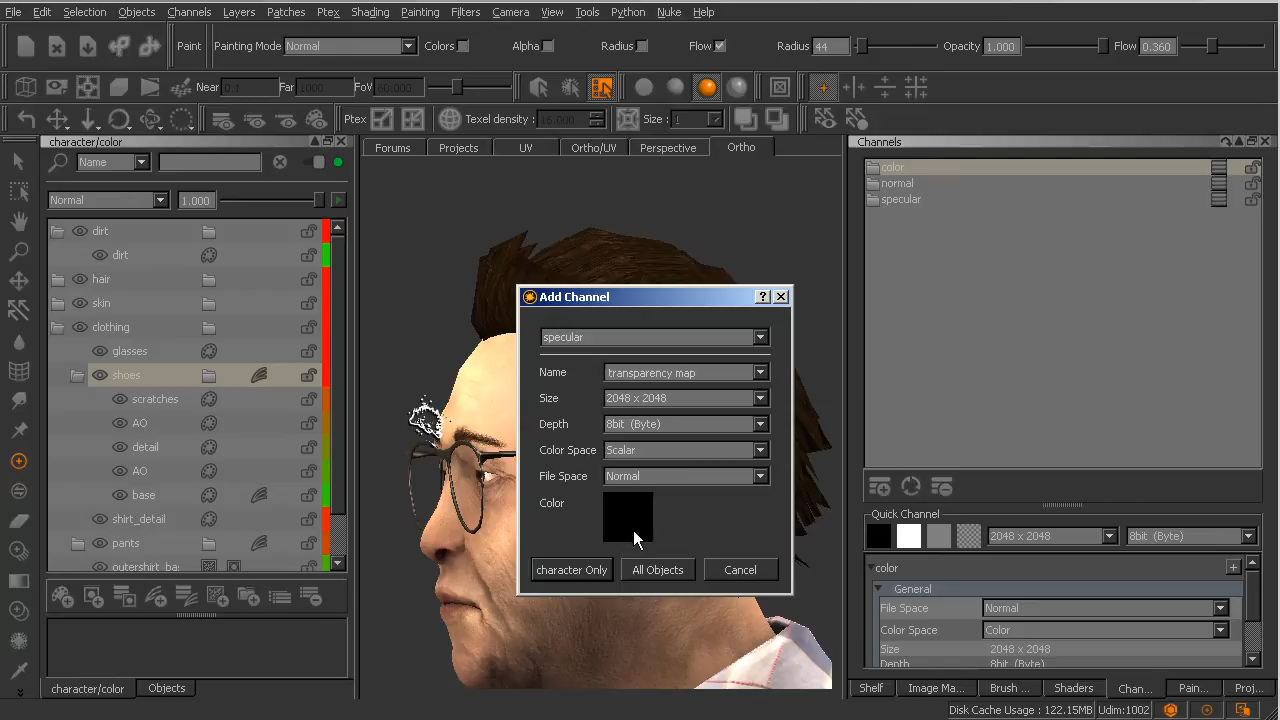 File Edit Selection Objects Channels Layers Patches Ptex Shading Painting Filters Camera View Tools Python Nuke Help
Paint Painting Mode Normal Colors Alpha Radius Flow Radius 44 Opacity 1.000 Flow 0.360
Near 0.1 Far 1000 FoV 60.000
Ptex Texel density : 16.000 Size : 1
character/color
Name
Normal 1.000
dirt
dirt
hair
skin
clothing
glasses
shoes
scratches
AO
detail
AO
base
shirt_detail
pants
outershirt_ba
character/color Objects
Forums Projects UV Ortho/UV Perspective Ortho
Add Channel
specular
Name transparency map
Size 2048 x 2048
Depth 8bit (Byte)
Color Space Scalar
File Space Normal
Color
character Only All Objects Cancel
Channels
color
normal
specular
Quick Channel
2048 x 2048 8bit (Byte)
color
General
File Space Normal
Color Space Color
Size 2048 x 2048
Depth 8bit (Byte)
Shelf Image Ma... Brush ... Shaders Chan... Pain... Proj...
Disk Cache Usage : 122.15MB Udim:1002